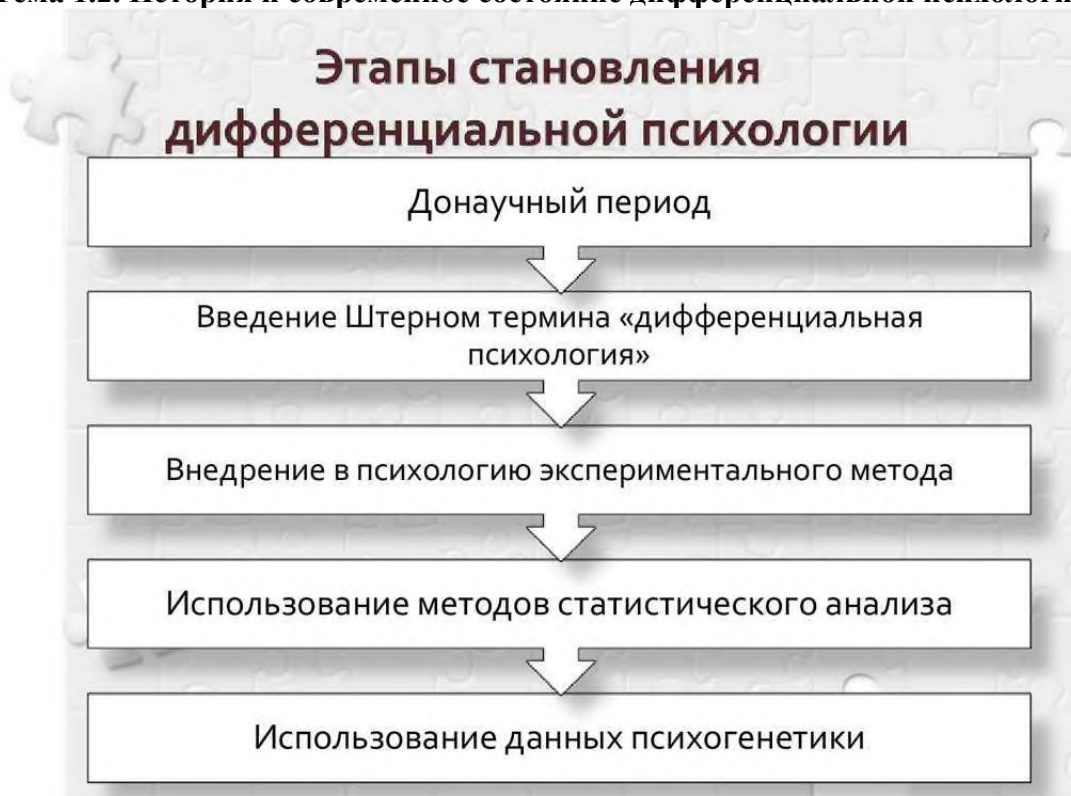 Тема 1.2. История и современное состояние дифференциальной психологии
Этапы становления
дифференциальной психологии
Донаучный период
Введение Штерном термина «дифференциальная
психология»
Внедрение в психологию экспериментального метода
Использование методов статистического анализа
Использование данных психогенетики